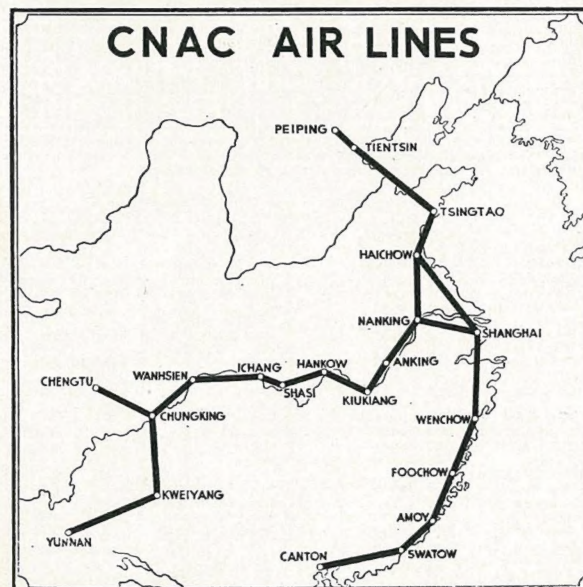 CNAC AIR LINES
PEIPING
TIENTSIN
TSINGTAO
HAICHOW
NANKING
SHANGHAI
ANKING
HANKOW
ICHANG
WANHSIEN
SHASI
KIUKIANG
CHENGTU
CHUNGKING
WENCHOW
FOOCHOW
KWEIYANG
AMOY
YUNNAN
SWATOW
CANTON